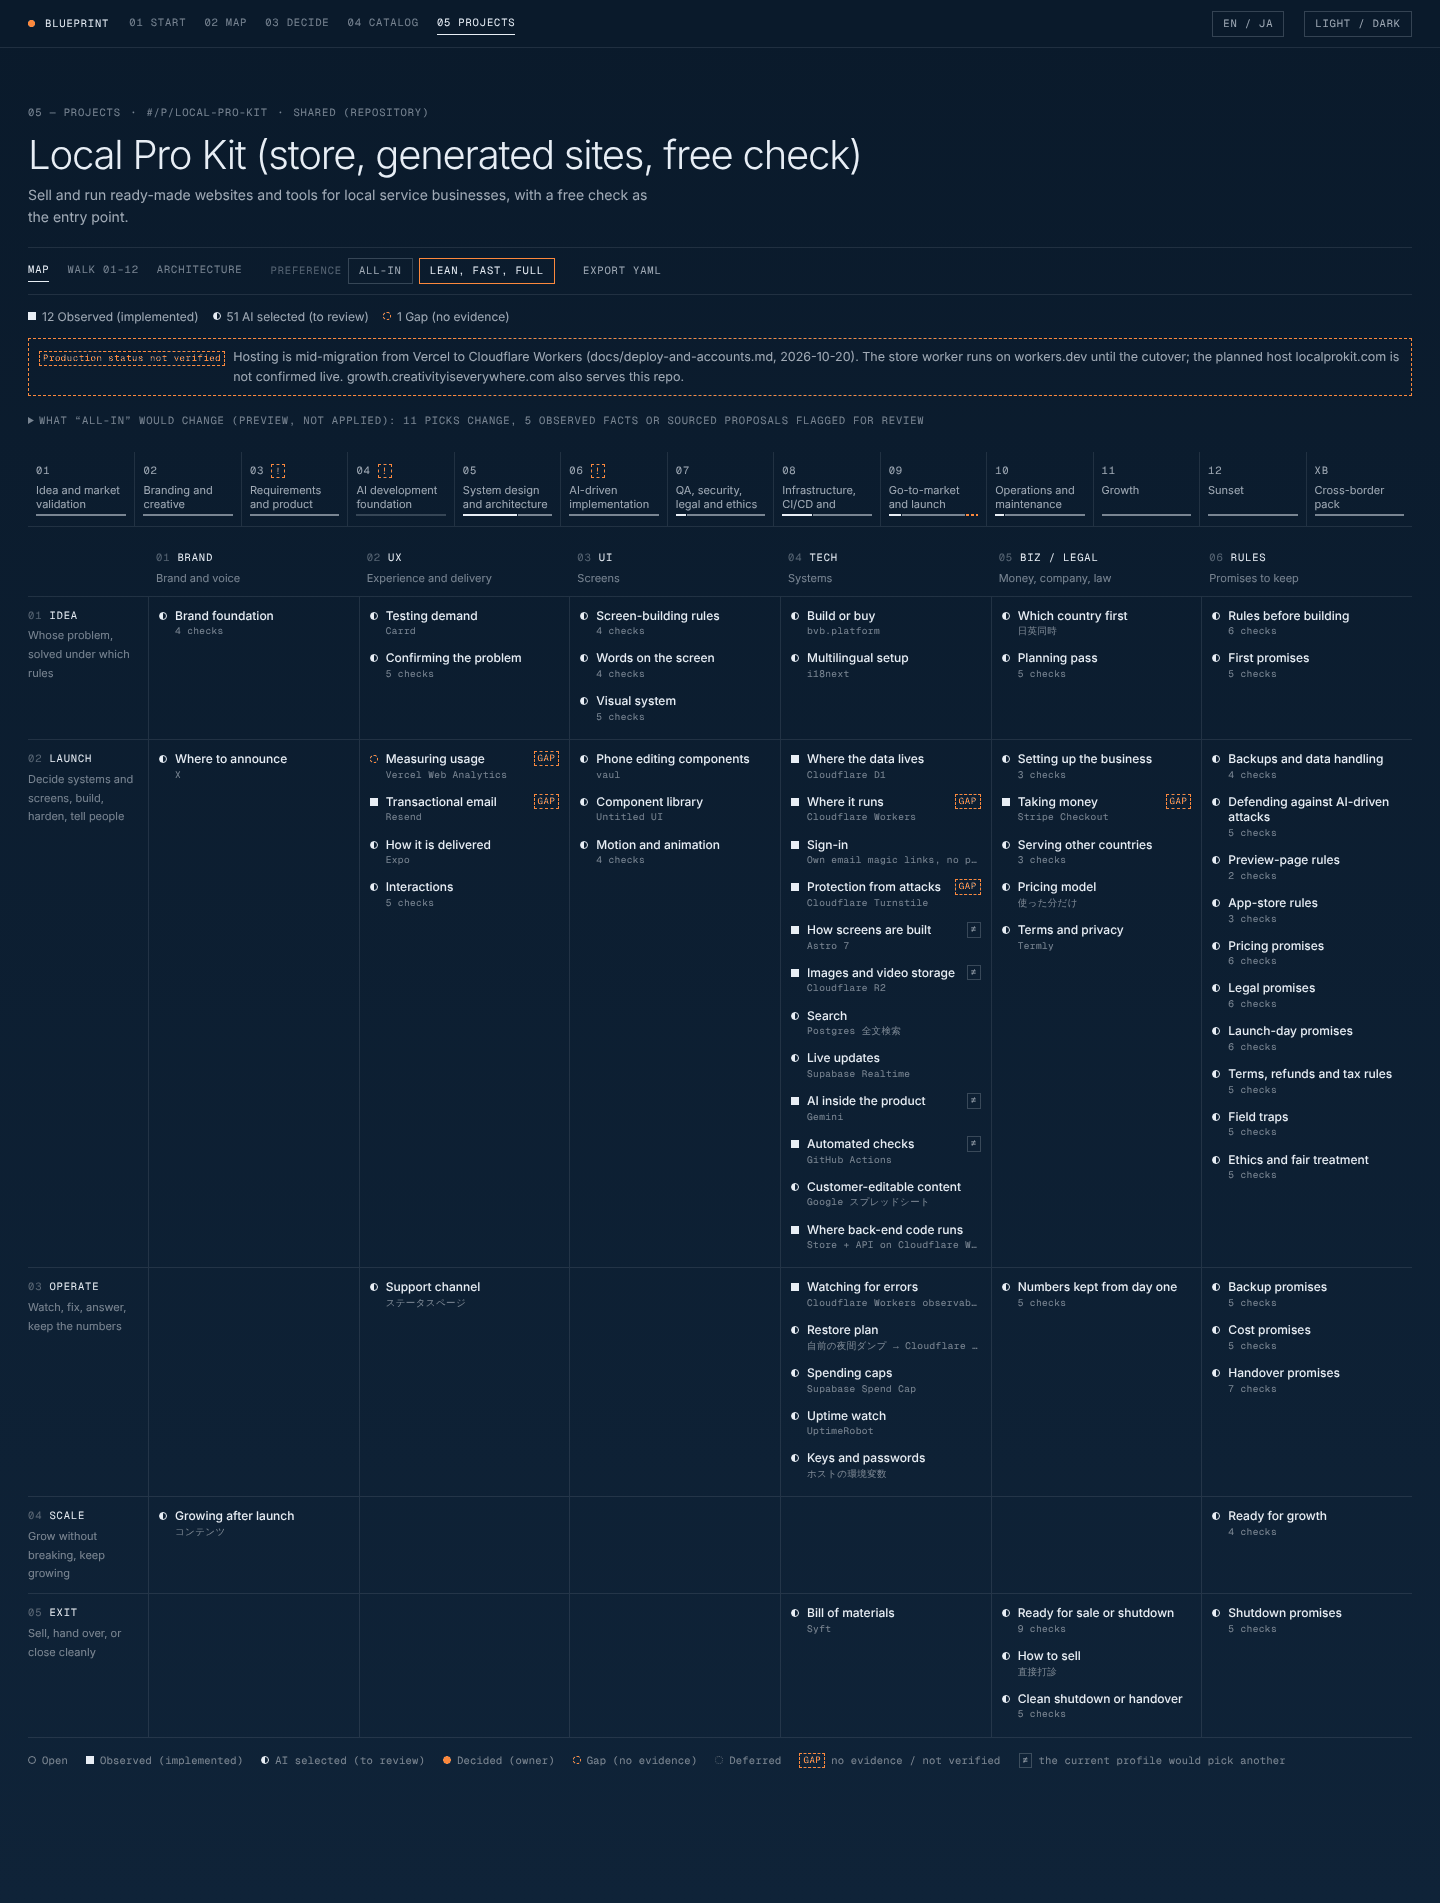 BLUEPRINT 01 START 02 MAP 03 DECIDE 04 CATALOG 05 PROJECTS EN / JA LIGHT / DARK
05 — PROJECTS · #/P/LOCAL-PRO-KIT · SHARED (REPOSITORY)
Local Pro Kit (store, generated sites, free check)
Sell and run ready-made websites and tools for local service businesses, with a free check as
the entry point.
MAP WALK 01–12 ARCHITECTURE PREFERENCE ALL-IN LEAN, FAST, FULL EXPORT YAML
12 Observed (implemented) 51 AI selected (to review) 1 Gap (no evidence)
Production status not verified Hosting is mid-migration from Vercel to Cloudflare Workers (docs/deploy-and-accounts.md, 2026-10-20). The store worker runs on workers.dev until the cutover; the planned host localprokit.com is
not confirmed live. growth.creativityiseverywhere.com also serves this repo.
WHAT “ALL-IN” WOULD CHANGE (PREVIEW, NOT APPLIED): 11 PICKS CHANGE, 5 OBSERVED FACTS OR SOURCED PROPOSALS FLAGGED FOR REVIEW
01
Idea and market
validation
02
Branding and
creative
03 !
Requirements
and product
04 !
AI development
foundation
05
System design
and architecture
06 !
AI-driven
implementation
07
QA, security,
legal and ethics
08
Infrastructure,
CI/CD and
09
Go-to-market
and launch
10
Operations and
maintenance
11
Growth
12
Sunset
XB
Cross-border
pack
01 BRAND
Brand and voice
02 UX
Experience and delivery
03 UI
Screens
04 TECH
Systems
05 BIZ / LEGAL
Money, company, law
06 RULES
Promises to keep
01 IDEA
Whose problem,
solved under which
rules
Brand foundation
4 checks
Testing demand
Carrd
Confirming the problem
5 checks
Screen-building rules
4 checks
Words on the screen
4 checks
Visual system
5 checks
Build or buy
bvb.platform
Multilingual setup
i18next
Which country first
日英同時
Planning pass
5 checks
Rules before building
6 checks
First promises
5 checks
02 LAUNCH
Decide systems and
screens, build,
harden, tell people
Where to announce
X
Measuring usage GAP
Vercel Web Analytics
Transactional email GAP
Resend
How it is delivered
Expo
Interactions
5 checks
Phone editing components
vaul
Component library
Untitled UI
Motion and animation
4 checks
Where the data lives
Cloudflare D1
Where it runs GAP
Cloudflare Workers
Sign-in
Own email magic links, no p…
Protection from attacks GAP
Cloudflare Turnstile
How screens are built ≠
Astro 7
Images and video storage ≠
Cloudflare R2
Search
Postgres 全文検索
Live updates
Supabase Realtime
AI inside the product ≠
Gemini
Automated checks ≠
GitHub Actions
Customer-editable content
Google スプレッドシート
Where back-end code runs
Store + API on Cloudflare W…
Setting up the business
3 checks
Taking money GAP
Stripe Checkout
Serving other countries
3 checks
Pricing model
使った分だけ
Terms and privacy
Termly
Backups and data handling
4 checks
Defending against AI-driven
attacks
5 checks
Preview-page rules
2 checks
App-store rules
3 checks
Pricing promises
6 checks
Legal promises
6 checks
Launch-day promises
6 checks
Terms, refunds and tax rules
5 checks
Field traps
5 checks
Ethics and fair treatment
5 checks
03 OPERATE
Watch, fix, answer,
keep the numbers
Support channel
ステータスページ
Watching for errors
Cloudflare Workers observab…
Restore plan
自前の夜間ダンプ → Cloudflare …
Spending caps
Supabase Spend Cap
Uptime watch
UptimeRobot
Keys and passwords
ホストの環境変数
Numbers kept from day one
5 checks
Backup promises
5 checks
Cost promises
5 checks
Handover promises
7 checks
04 SCALE
Grow without
breaking, keep
growing
Growing after launch
コンテンツ
Ready for growth
4 checks
05 EXIT
Sell, hand over, or
close cleanly
Bill of materials
Syft
Ready for sale or shutdown
9 checks
How to sell
直接打診
Clean shutdown or handover
5 checks
Shutdown promises
5 checks
Open Observed (implemented) AI selected (to review) Decided (owner) Gap (no evidence) Deferred GAP no evidence / not verified ≠ the current profile would pick another